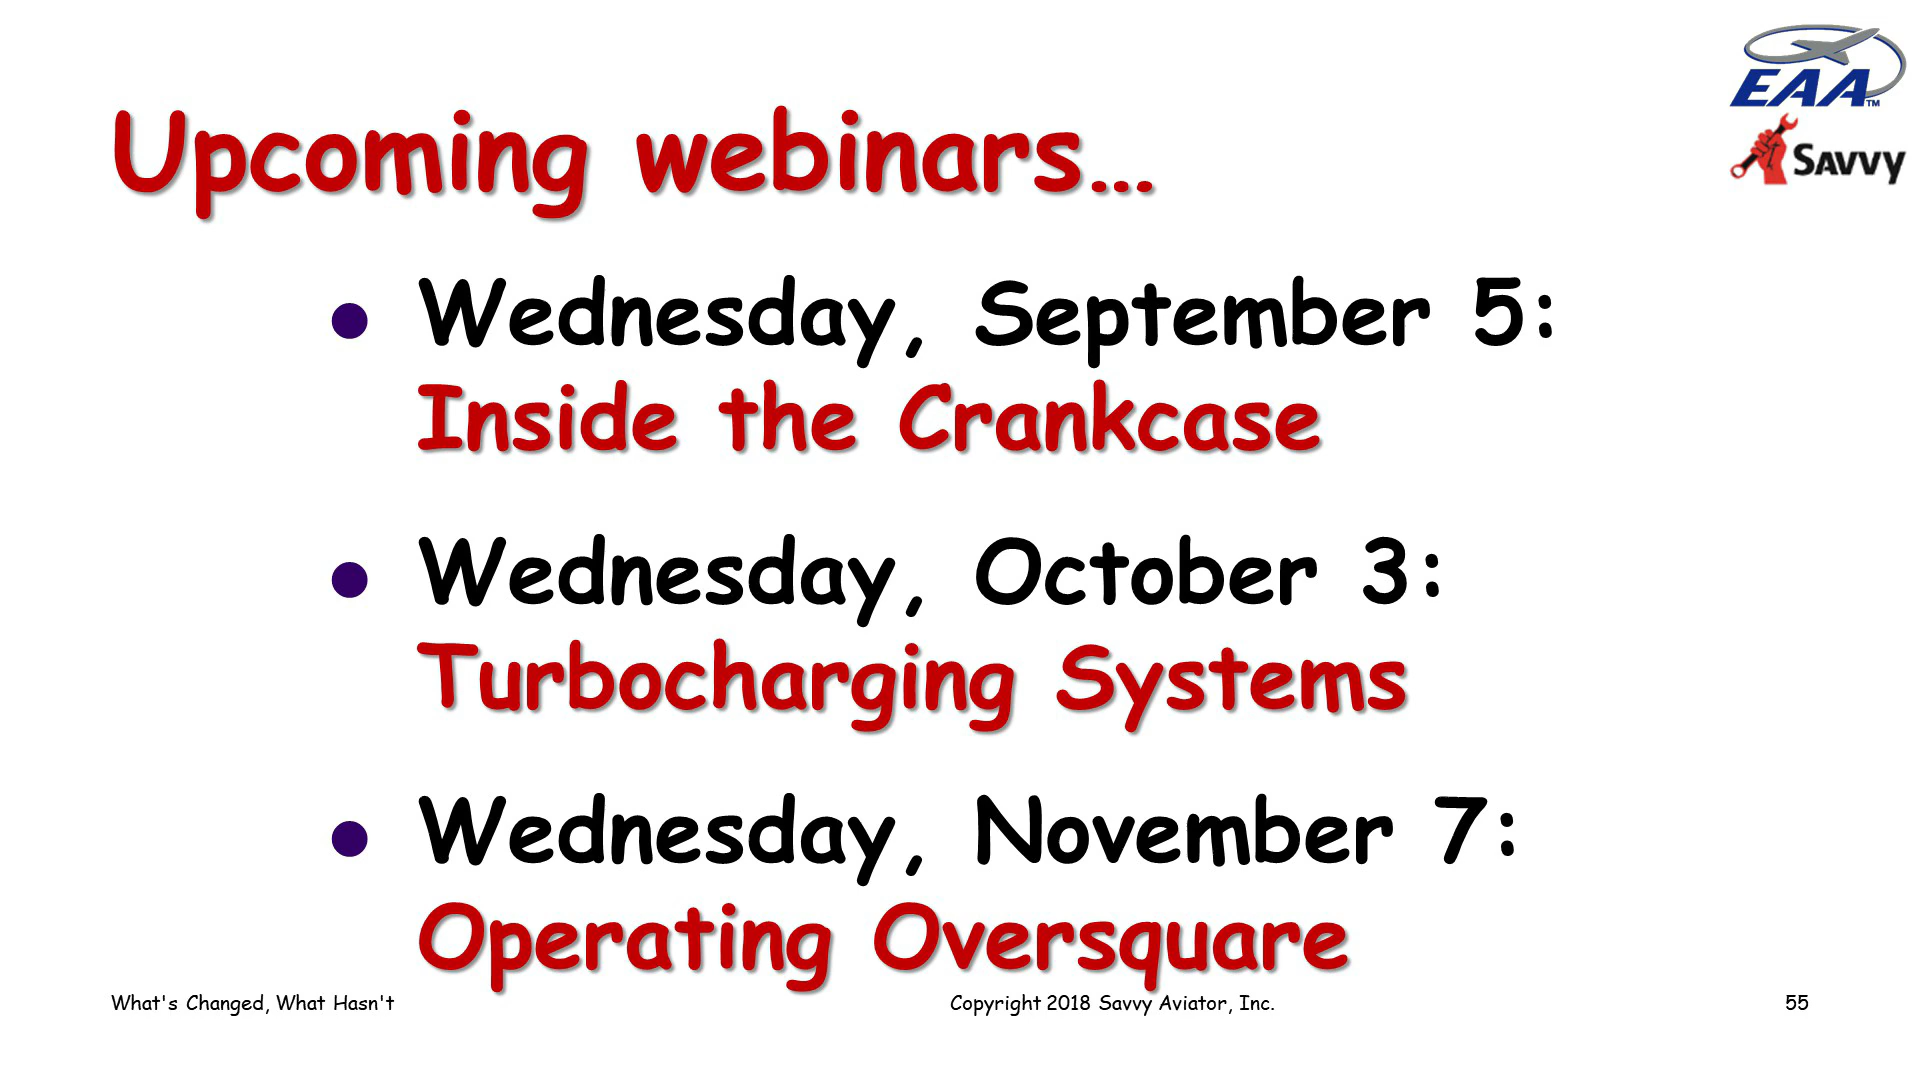 EAA™
SAVVY
Upcoming webinars...
● Wednesday, September 5:
Inside the Crankcase
● Wednesday, October 3:
Turbocharging Systems
● Wednesday, November 7:
Operating Oversquare
What's Changed, What Hasn't Copyright 2018 Savvy Aviator, Inc. 55